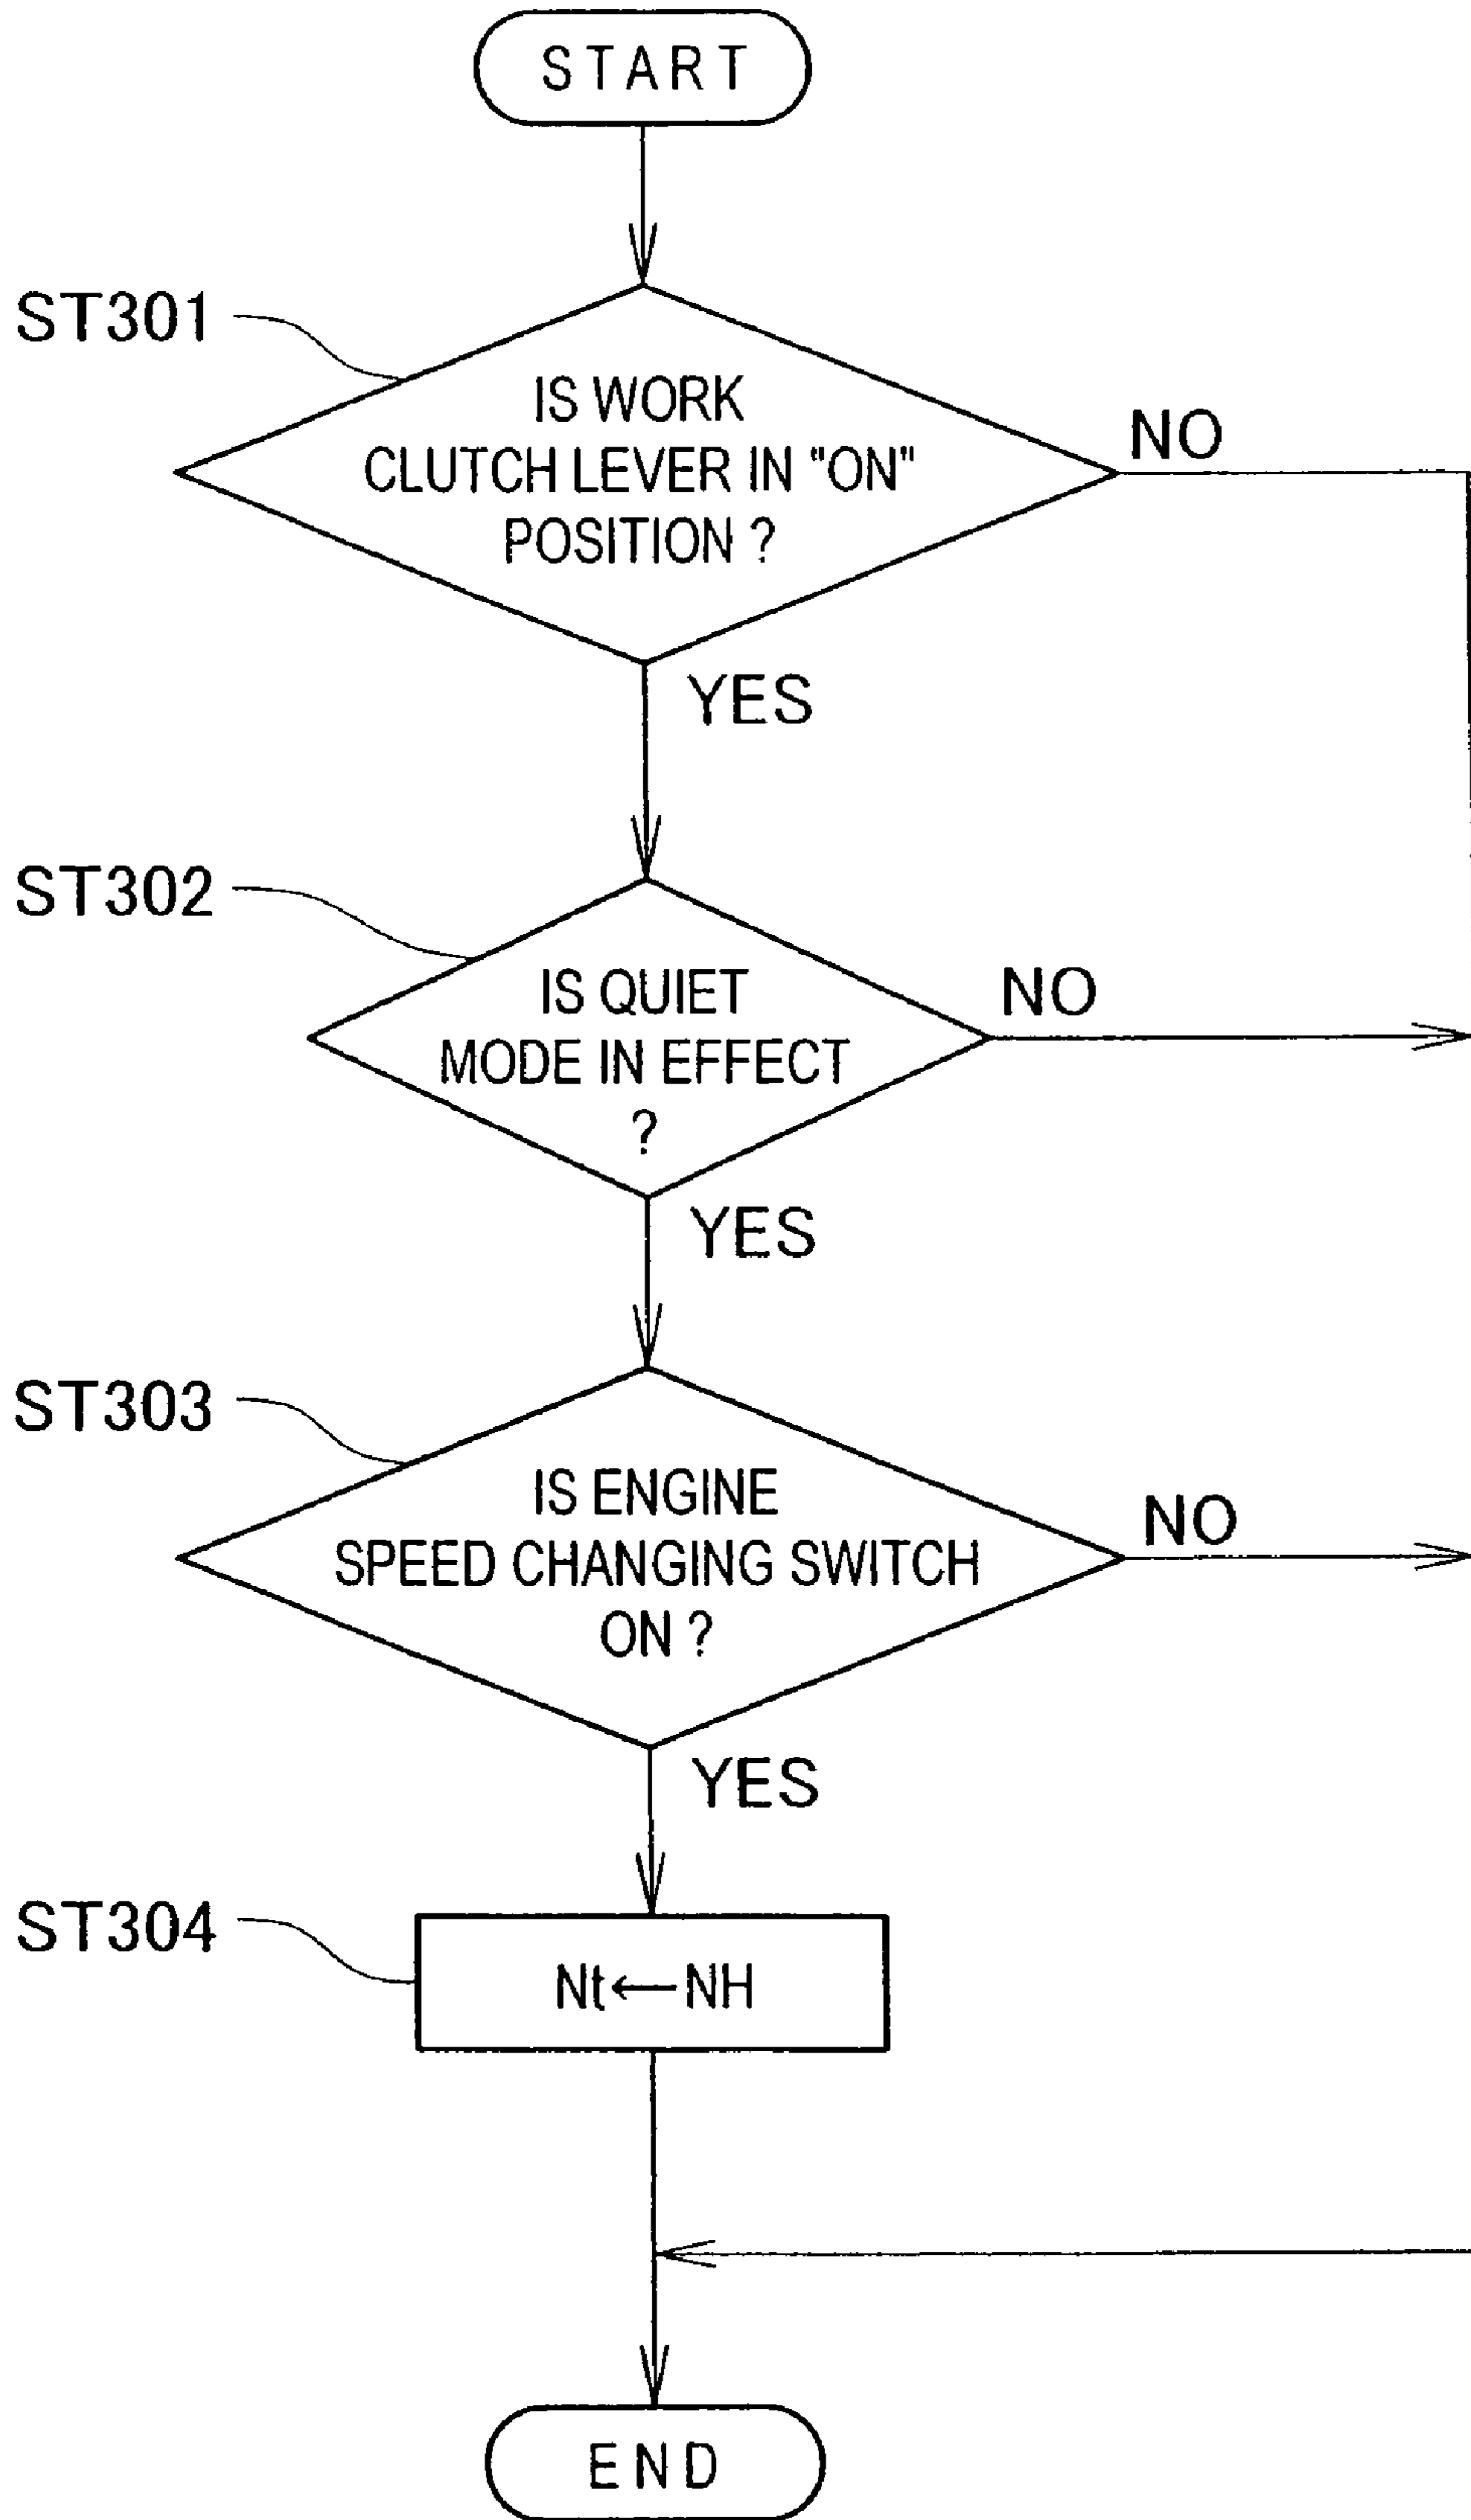 START
ST301
IS WORK
CLUTCH LEVER IN "ON"
POSITION ?
NO
YES
ST302
IS QUIET
MODE IN EFFECT
?
NO
YES
ST303
IS ENGINE
SPEED CHANGING SWITCH
ON ?
NO
YES
ST304
Nt←NH
END